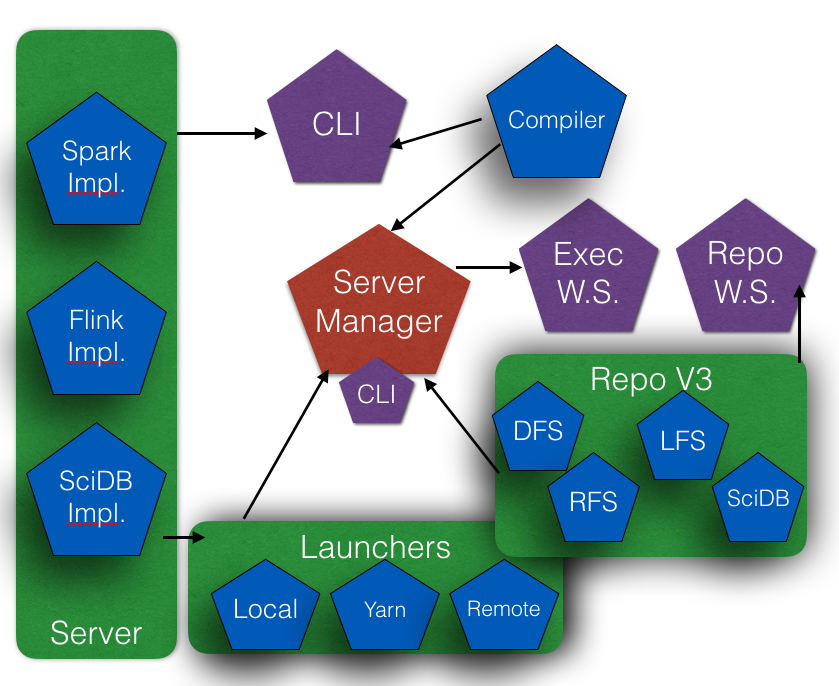 Spark
Impl.
Flink
Impl.
SciDB
Impl.
Server
CLI
Compiler
Server
Manager
CLI
Exec
W.S.
Repo
W.S.
Repo V3
DFS
LFS
RFS
SciDB
Launchers
Local
Yarn
Remote